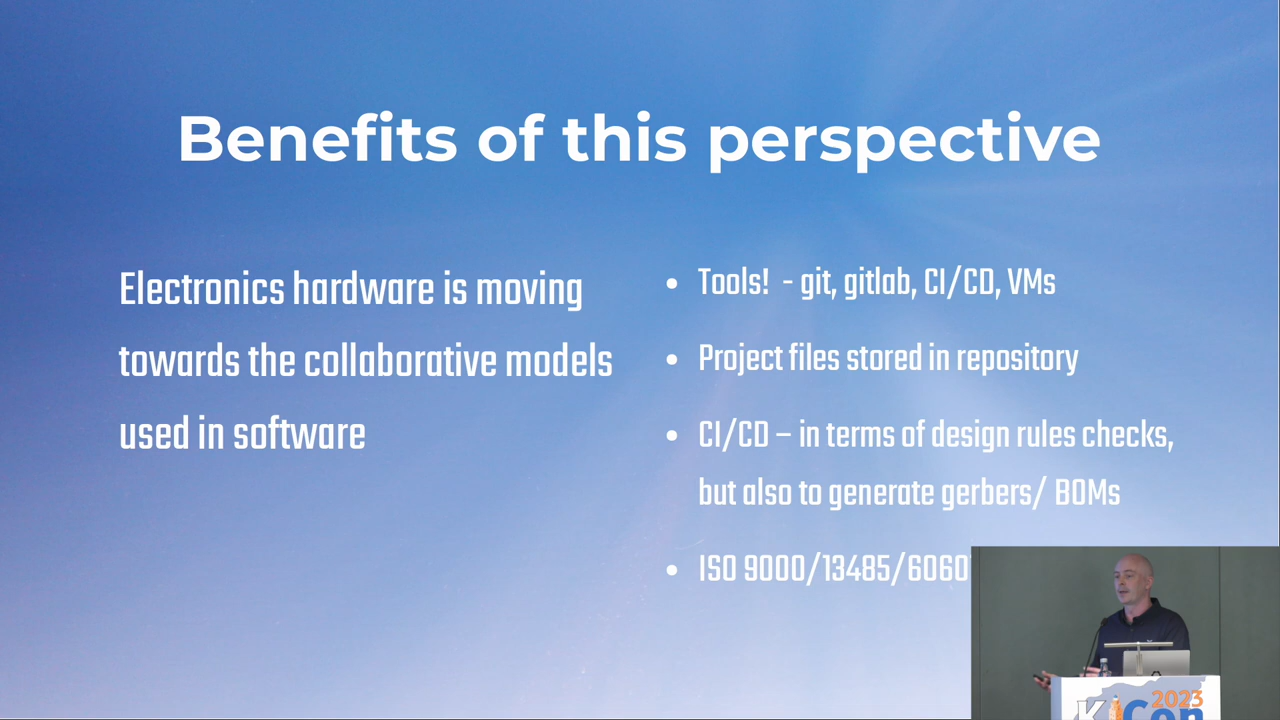 Benefits of this perspective
Electronics hardware is moving
towards the collaborative models
used in software
• Tools!  - git, gitlab, CI/CD, VMs
• Project files stored in repository
• CI/CD – in terms of design rules checks,
but also to generate gerbers/ BOMs
• ISO 9000/13485/6060
2023
KiCon